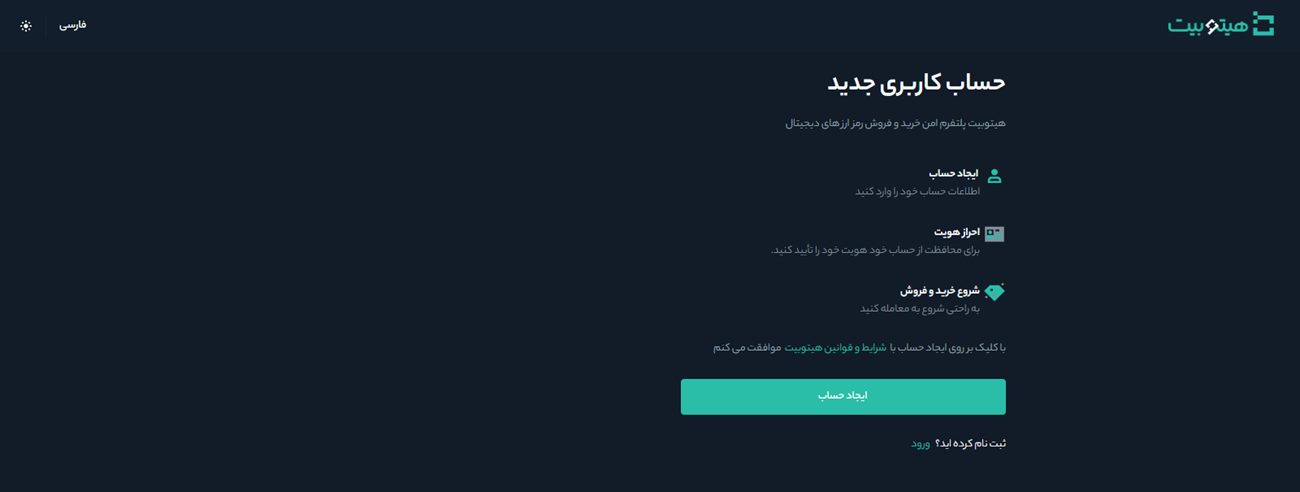 هیتوبیت
فارسی
حساب کاربری جدید
هیتوبیت پلتفرم امن خرید و فروش رمز ارز های دیجیتال
ایجاد حساب
اطلاعات حساب خود را وارد کنید
احراز هویت
برای محافظت از حساب خود هویت خود را تأیید کنید.
شروع خرید و فروش
به راحتی شروع به معامله کنید
با کلیک بر روی ایجاد حساب با شرایط و قوانین هیتوبیت موافقت می کنم
ایجاد حساب
ثبت نام کرده اید؟ ورود